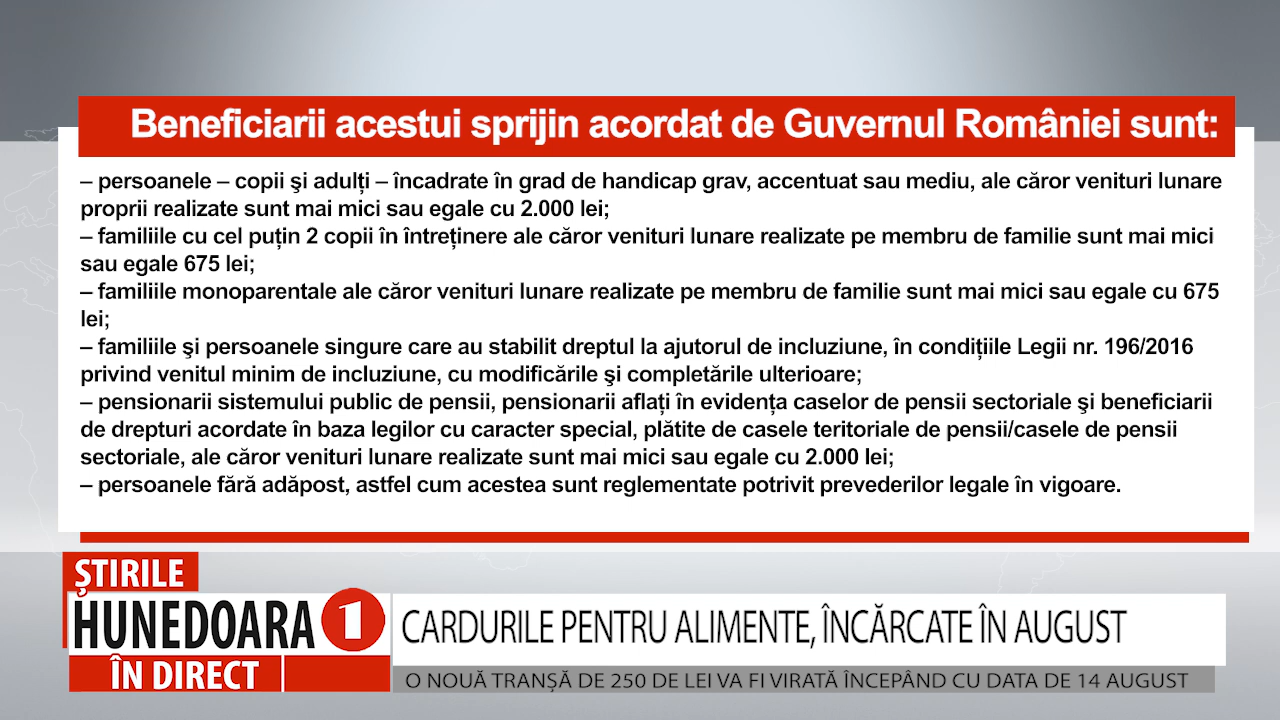 Beneficiarii acestui sprijin acordat de Guvernul României sunt:
– persoanele – copii şi adulți – încadrate în grad de handicap grav, accentuat sau mediu, ale căror venituri lunare
proprii realizate sunt mai mici sau egale cu 2.000 lei;
– familiile cu cel puțin 2 copii în întreținere ale căror venituri lunare realizate pe membru de familie sunt mai mici
sau egale 675 lei;
– familiile monoparentale ale căror venituri lunare realizate pe membru de familie sunt mai mici sau egale cu 675
lei;
– familiile şi persoanele singure care au stabilit dreptul la ajutorul de incluziune, în condițiile Legii nr. 196/2016
privind venitul minim de incluziune, cu modificările şi completările ulterioare;
– pensionarii sistemului public de pensii, pensionarii aflați în evidența caselor de pensii sectoriale şi beneficiarii
de drepturi acordate în baza legilor cu caracter special, plătite de casele teritoriale de pensii/casele de pensii
sectoriale, ale căror venituri lunare realizate sunt mai mici sau egale cu 2.000 lei;
– persoanele fără adăpost, astfel cum acestea sunt reglementate potrivit prevederilor legale în vigoare.
ȘTIRILE
HUNEDOARA 1
ÎN DIRECT
CARDURILE PENTRU ALIMENTE, ÎNCĂRCATE ÎN AUGUST
O NOUĂ TRANȘĂ DE 250 DE LEI VA FI VIRATĂ ÎNCEPÂND CU DATA DE 14 AUGUST